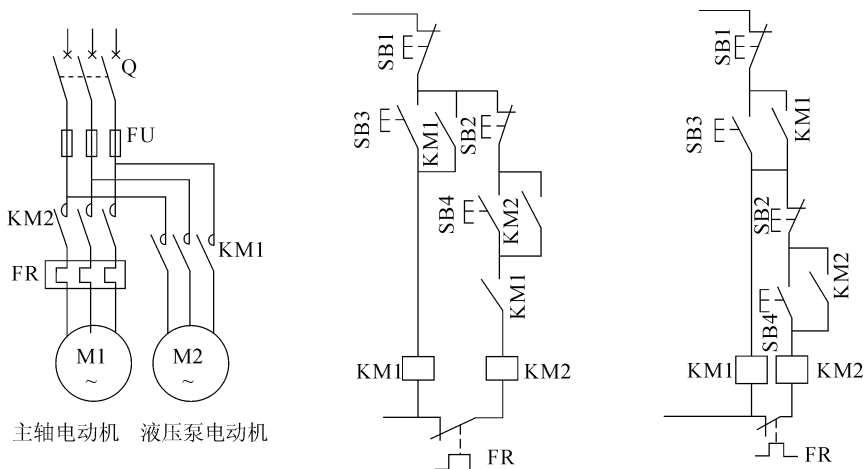 Q
FU
KM2
KM1
FR
M1
~
M2
~
主轴电动机 液压泵电动机
SB1
SB3
KM1
SB2
SB4
KM2
KM1
KM1
KM2
FR
SB1
SB3
KM1
SB2
KM2
SB4
KM1
KM2
FR